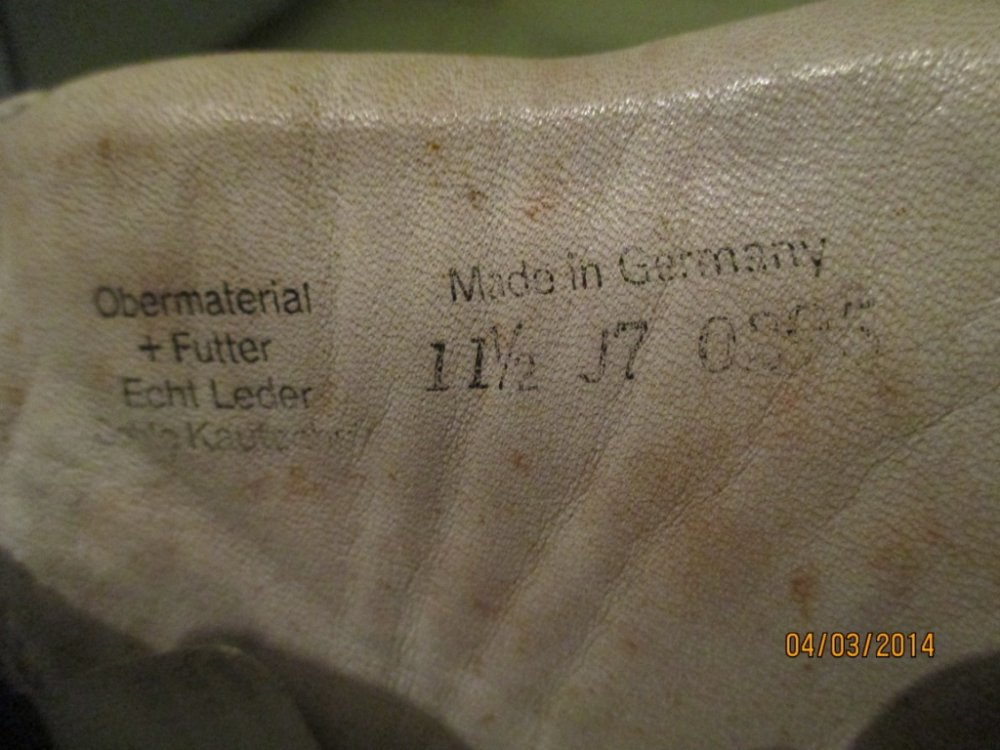 Obermaterial
+ Futter
Echt Leder
Made in Germany
11½ J7
04/03/2014